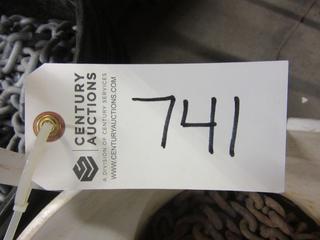 CENTURY
AUCTIONS
A DIVISION OF CENTURY SERVICES
WWW.CENTURYAUCTIONS.COM
741